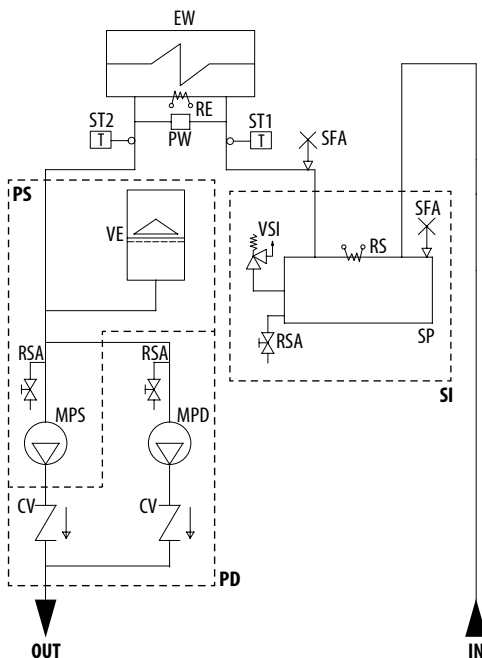 EW
RE
ST2
T
PW
ST1
T
SFA
PS
VE
VSI
RS
SFA
SP
RSA
SI
RSA
RSA
MPS
MPD
CV
CV
PD
OUT
IN